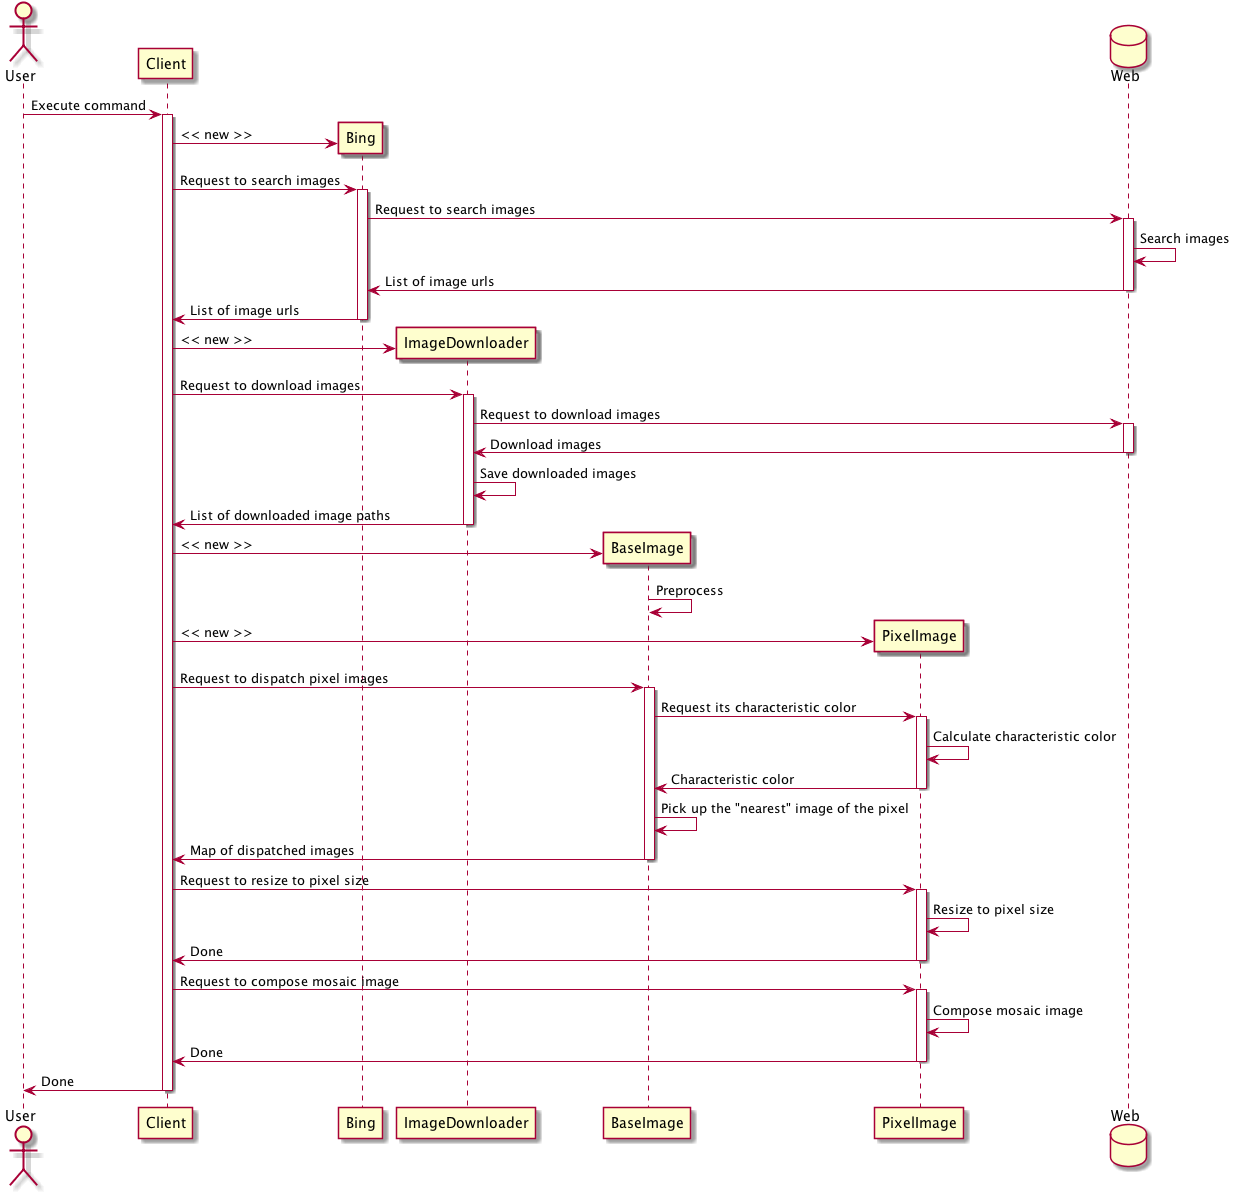 User
Client
Web
Execute command
<< new >>
Bing
Request to search images
Request to search images
Search images
List of image urls
List of image urls
<< new >>
ImageDownloader
Request to download images
Request to download images
Download images
Save downloaded images
List of downloaded image paths
<< new >>
BaseImage
Preprocess
<< new >>
PixelImage
Request to dispatch pixel images
Request its characteristic color
Calculate characteristic color
Characteristic color
Pick up the "nearest" image of the pixel
Map of dispatched images
Request to resize to pixel size
Resize to pixel size
Done
Request to compose mosaic image
Compose mosaic image
Done
Done
User
Client
Bing
ImageDownloader
BaseImage
PixelImage
Web